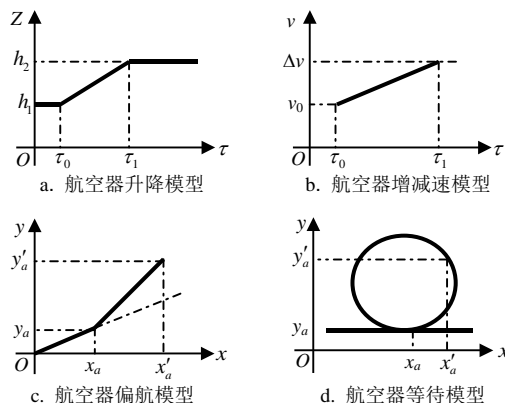 Z
h₂
h₁
O
τ₀
τ₁
τ
a. 航空器升降模型
v
Δv
v₀
O
τ₀
τ₁
τ
b. 航空器增减速模型
y
y′ₐ
yₐ
O
xₐ
x′ₐ
x
c. 航空器偏航模型
y
y′ₐ
yₐ
O
xₐ
x′ₐ
x
d. 航空器等待模型